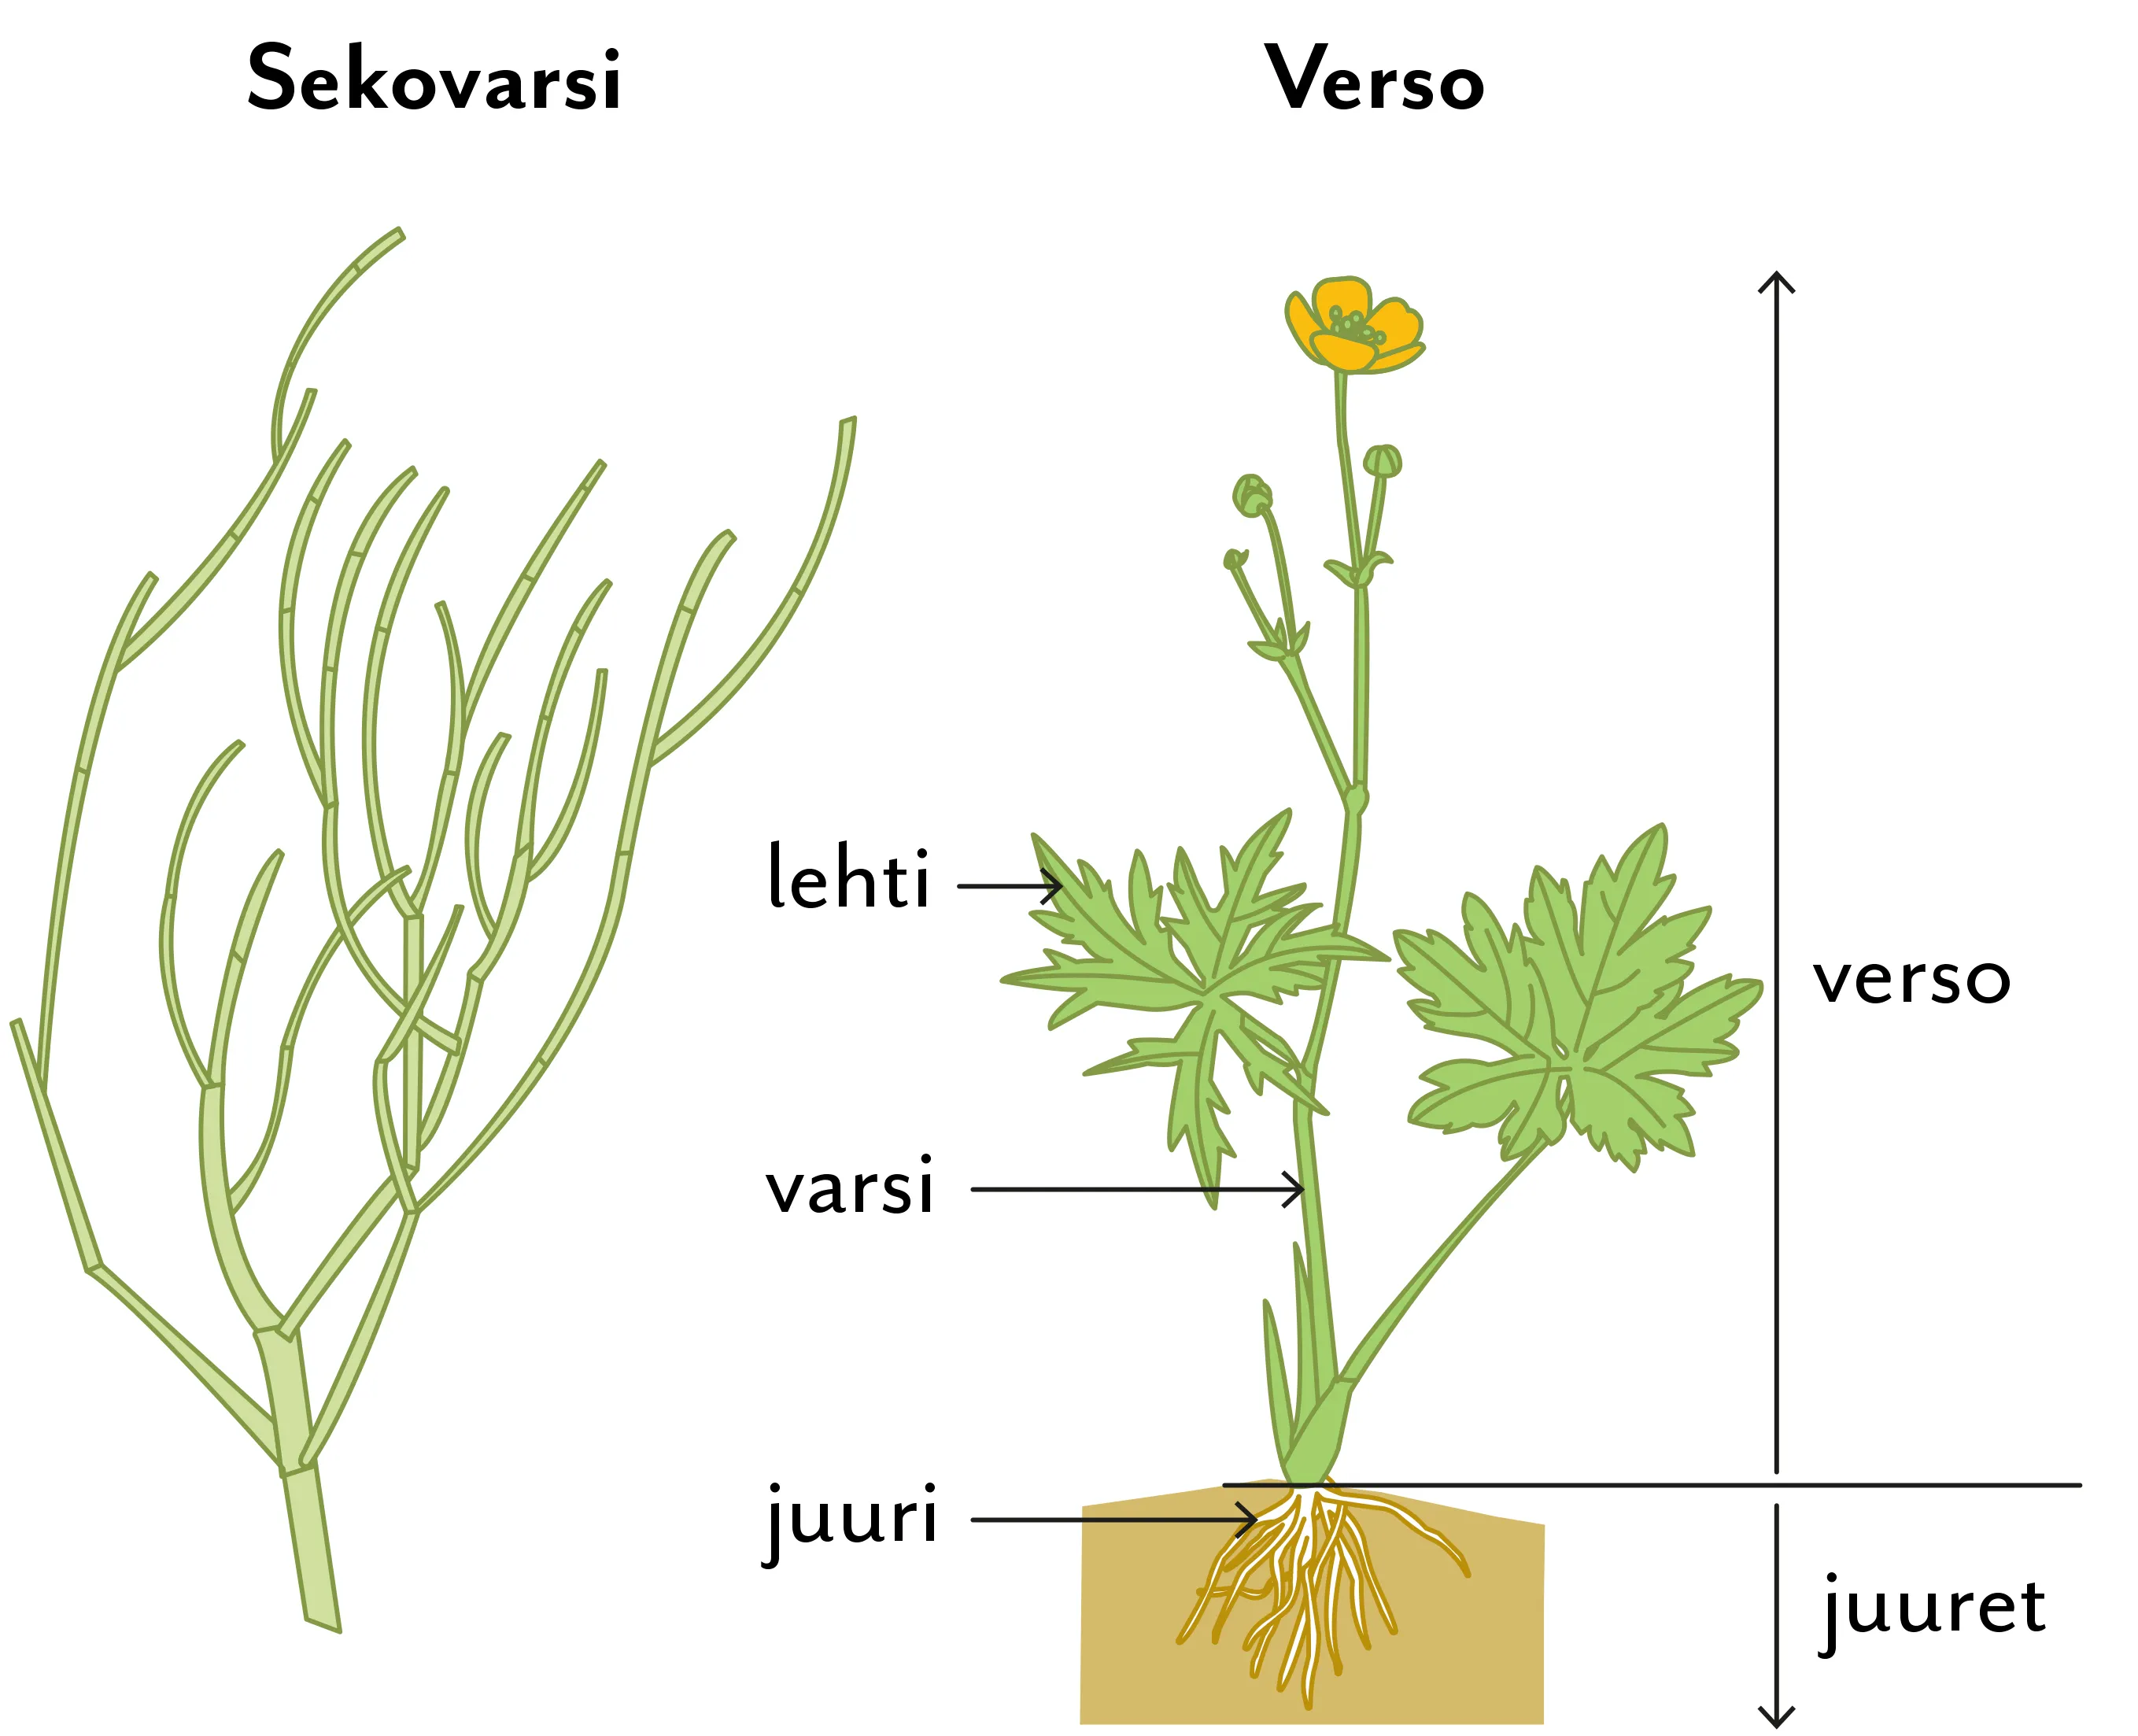 Sekovarsi
Verso
lehti
verso
varsi
juuri
juuret